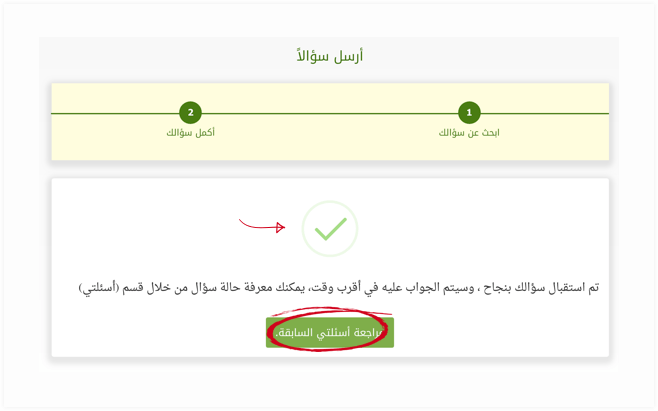 أرسل سؤالاً
1
ابحث عن سؤالك
2
أكمل سؤالك
تم استقبال سؤالك بنجاح ، وسيتم الجواب عليه في أقرب وقت، يمكنك معرفة حالة سؤال من خلال قسم (أسئلتي)
مراجعة أسئلتي السابقة.